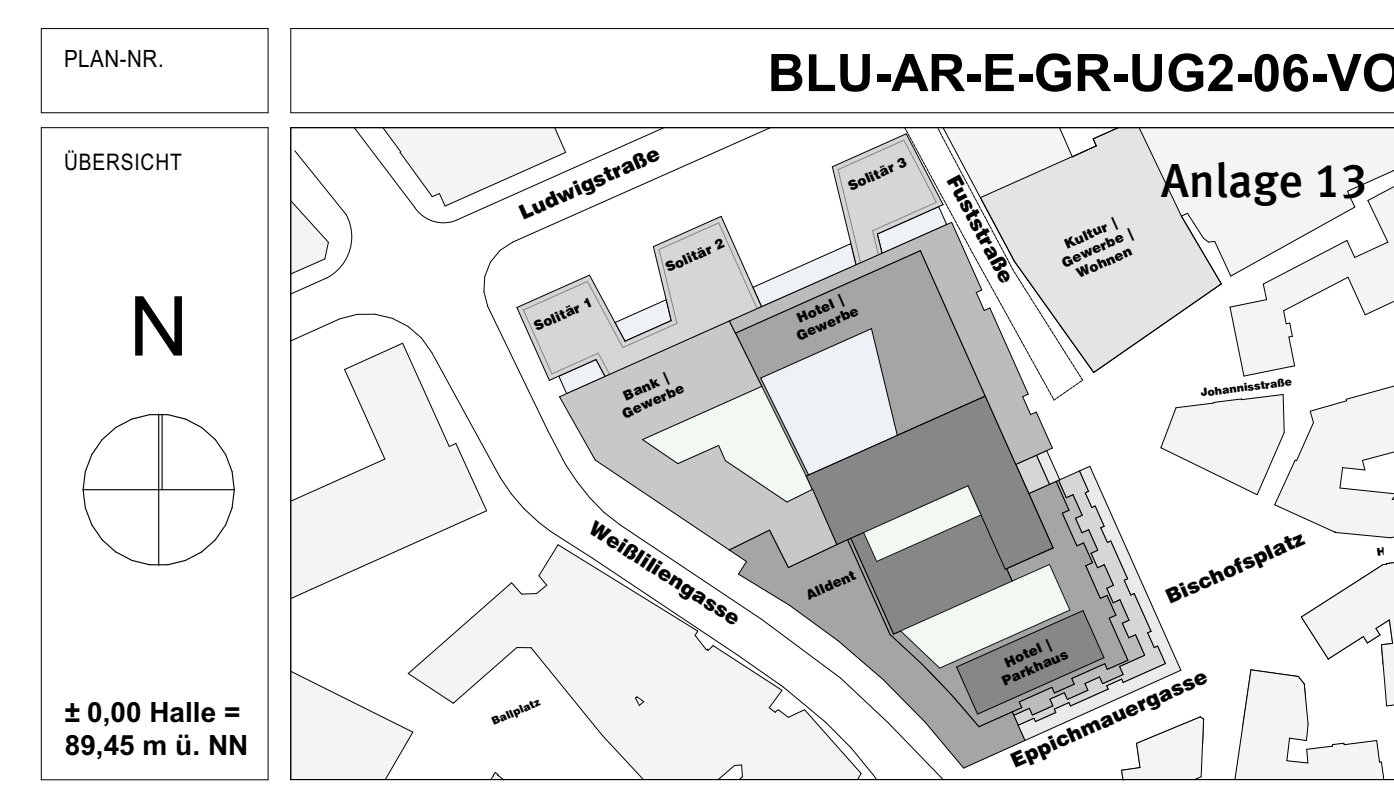 PLAN-NR.
BLU-AR-E-GR-UG2-06-VO
ÜBERSICHT
N
± 0,00 Halle =
89,45 m ü. NN
Anlage 13
Ludwigstraße
Solitär 3
Fuststraße
Kultur |
Gewerbe |
Wohnen
Solitär 2
Solitär 1
Hotel |
Gewerbe
Bank |
Gewerbe
Johannisstraße
Weißliliengasse
Alldent
Bischofsplatz
H
Hotel |
Parkhaus
Ballplatz
Eppichmauergasse